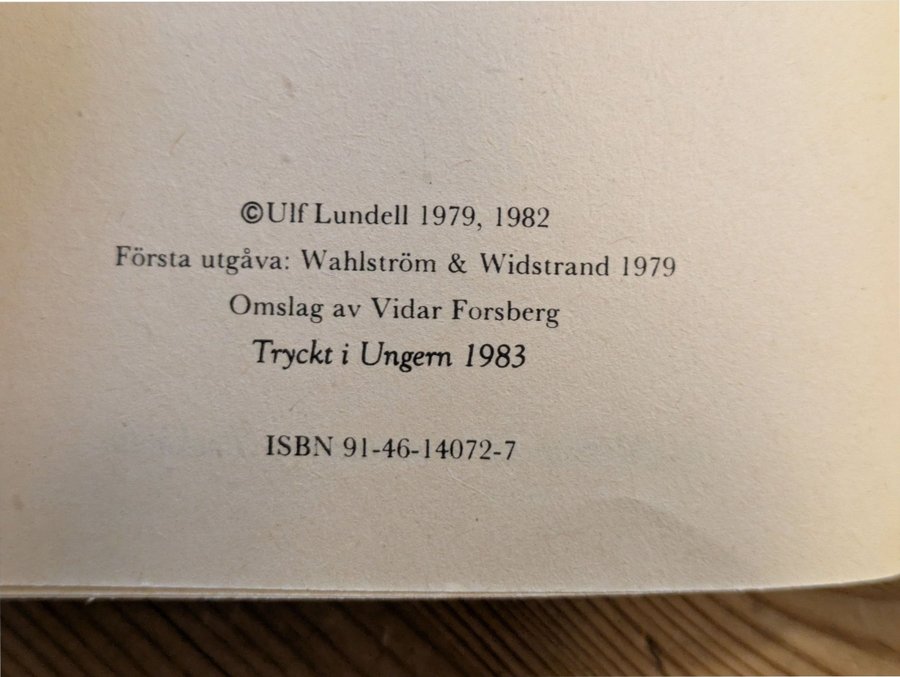 ©Ulf Lundell 1979, 1982
Första utgåva: Wahlström & Widstrand 1979
Omslag av Vidar Forsberg
Tryckt i Ungern 1983
ISBN 91-46-14072-7